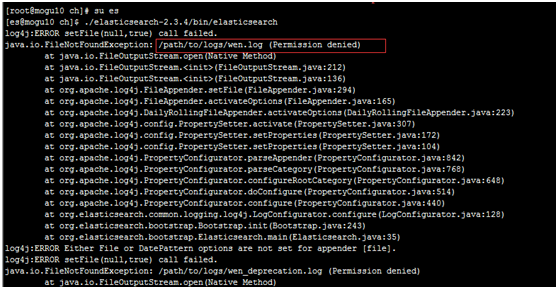 [root@mogu10 ch]# su es
[es@mogu10 ch]$ ./elasticsearch-2.3.4/bin/elasticsearch
log4j:ERROR setFile(null,true) call failed.
java.io.FileNotFoundException: /path/to/logs/wen.log (Permission denied)
at java.io.FileOutputStream.open(Native Method)
at java.io.FileOutputStream.<init>(FileOutputStream.java:212)
at java.io.FileOutputStream.<init>(FileOutputStream.java:136)
at org.apache.log4j.FileAppender.setFile(FileAppender.java:294)
at org.apache.log4j.FileAppender.activateOptions(FileAppender.java:165)
at org.apache.log4j.DailyRollingFileAppender.activateOptions(DailyRollingFileAppender.java:223)
at org.apache.log4j.config.PropertySetter.activate(PropertySetter.java:307)
at org.apache.log4j.config.PropertySetter.setProperties(PropertySetter.java:172)
at org.apache.log4j.config.PropertySetter.setProperties(PropertySetter.java:104)
at org.apache.log4j.PropertyConfigurator.parseAppender(PropertyConfigurator.java:842)
at org.apache.log4j.PropertyConfigurator.parseCategory(PropertyConfigurator.java:768)
at org.apache.log4j.PropertyConfigurator.configureRootCategory(PropertyConfigurator.java:648)
at org.apache.log4j.PropertyConfigurator.doConfigure(PropertyConfigurator.java:514)
at org.apache.log4j.PropertyConfigurator.configure(PropertyConfigurator.java:440)
at org.elasticsearch.common.logging.log4j.LogConfigurator.configure(LogConfigurator.java:128)
at org.elasticsearch.bootstrap.Bootstrap.init(Bootstrap.java:243)
at org.elasticsearch.bootstrap.Elasticsearch.main(Elasticsearch.java:35)
log4j:ERROR Either File or DatePattern options are not set for appender [file].
log4j:ERROR setFile(null,true) call failed.
java.io.FileNotFoundException: /path/to/logs/wen_deprecation.log (Permission denied)
at java.io.FileOutputStream.open(Native Method)